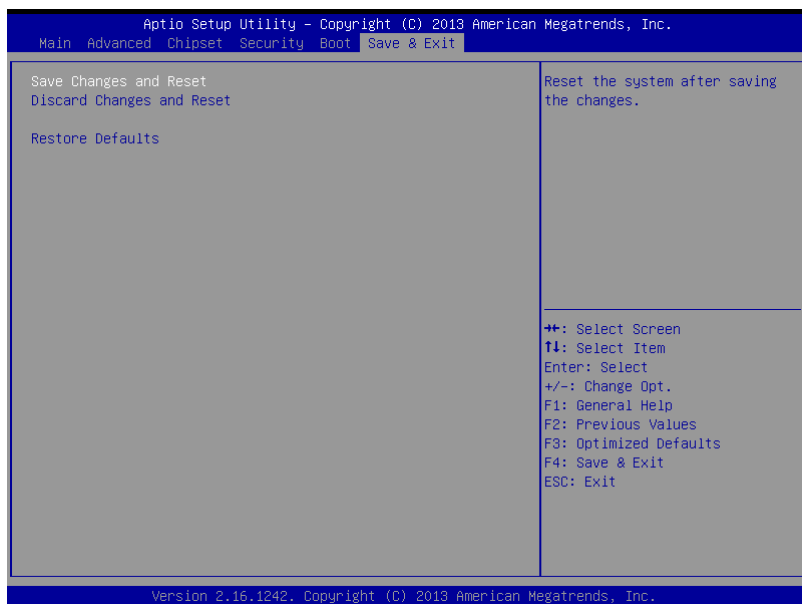 Aptio Setup Utility – Copyright (C) 2013 American Megatrends, Inc.
Main Advanced Chipset Security Boot Save & Exit
Save Changes and Reset
Discard Changes and Reset
Restore Defaults
Reset the system after saving
the changes.
→←: Select Screen
↑↓: Select Item
Enter: Select
+/-: Change Opt.
F1: General Help
F2: Previous Values
F3: Optimized Defaults
F4: Save & Exit
ESC: Exit
Version 2.16.1242. Copyright (C) 2013 American Megatrends, Inc.